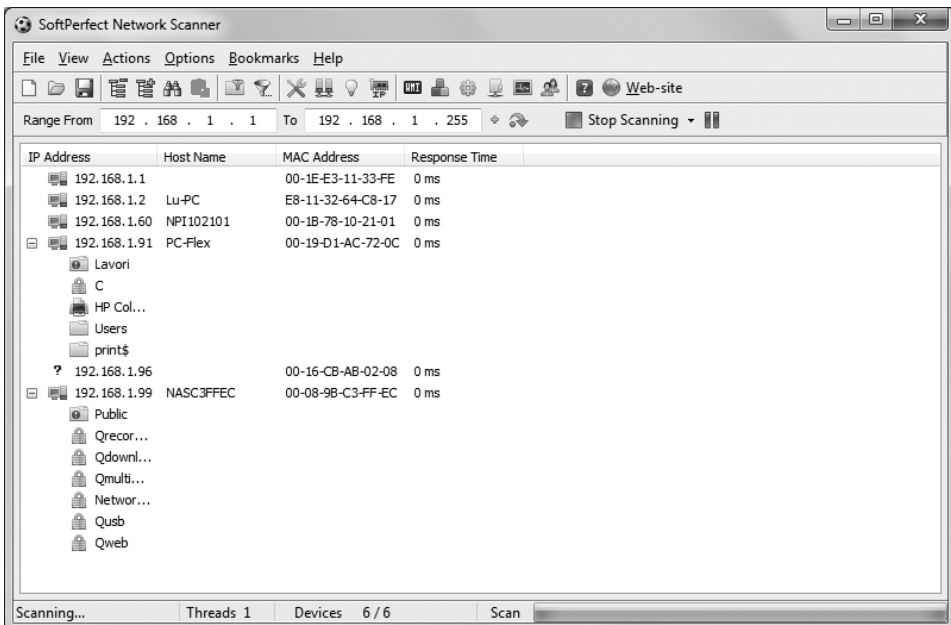 SoftPerfect Network Scanner
File View Actions Options Bookmarks Help
Web-site
Range From 192 . 168 . 1 . 1 To 192 . 168 . 1 . 255 Stop Scanning
IP Address Host Name MAC Address Response Time
192.168.1.1 00-1E-E3-11-33-FE 0 ms
192.168.1.2 Lu-PC E8-11-32-64-C8-17 0 ms
192.168.1.60 NPI102101 00-1B-78-10-21-01 0 ms
192.168.1.91 PC-Flex 00-19-D1-AC-72-0C 0 ms
Lavori
C
HP Col...
Users
print$
? 192.168.1.96 00-16-CB-AB-02-08 0 ms
192.168.1.99 NASC3FFEC 00-08-9B-C3-FF-EC 0 ms
Public
Qrecor...
Qdownl...
Qmulti...
Networ...
Qusb
Qweb
Scanning... Threads 1 Devices 6 / 6 Scan